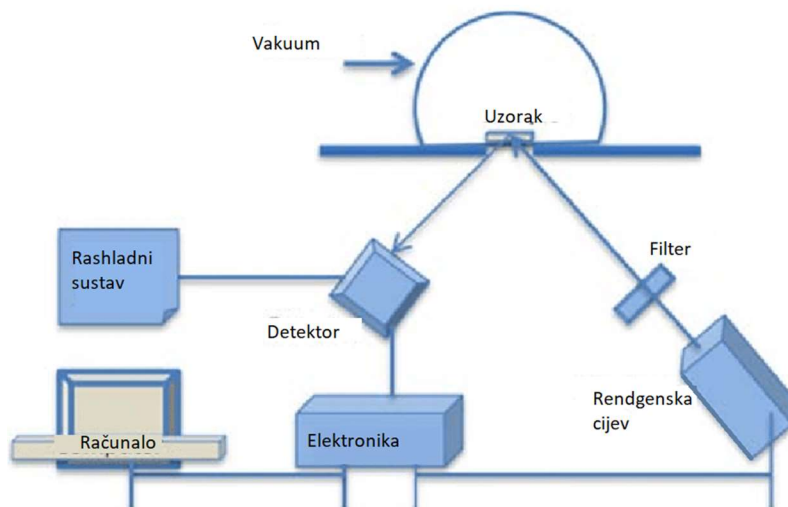 Vakuum
Uzorak
Filter
Rashladni
sustav
Detektor
Rendgenska
cijev
Računalo
Elektronika